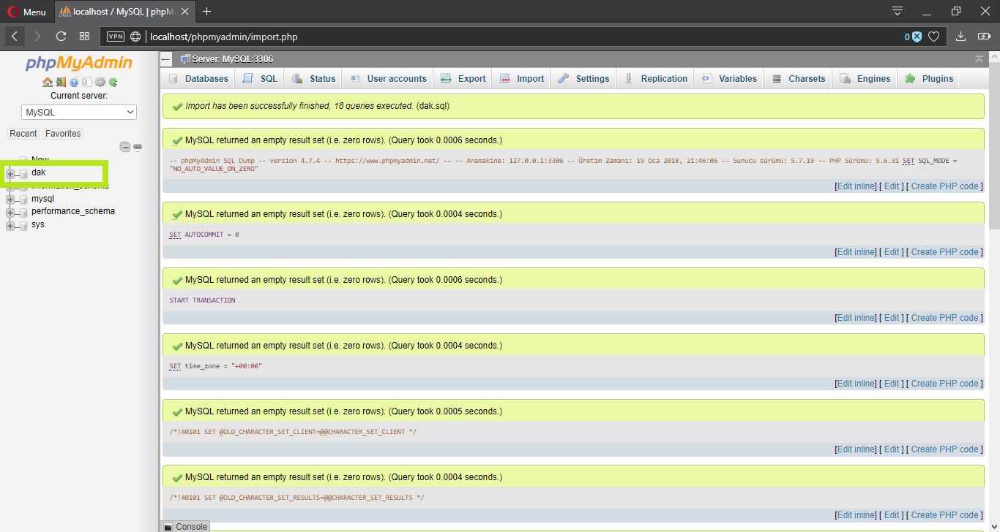 Menu
localhost / MySQL | phpM
VPN
localhost/phpmyadmin/import.php
0
phpMyAdmin
Current server:
MySQL
Recent
Favorites
New
dak
information_schema
mysql
performance_schema
sys
Server: MySQL:3306
Databases
SQL
Status
User accounts
Export
Import
Settings
Replication
Variables
Charsets
Engines
Plugins
Import has been successfully finished, 18 queries executed. (dak.sql)
MySQL returned an empty result set (i.e. zero rows). (Query took 0.0006 seconds.)
-- phpMyAdmin SQL Dump -- version 4.7.4 -- https://www.phpmyadmin.net/ -- -- Anamakine: 127.0.0.1:3306 -- Üretim Zamanı: 19 Oca 2018, 21:46:06 -- Sunucu sürümü: 5.7.19 -- PHP Sürümü: 5.6.31 SET SQL_MODE =
"NO_AUTO_VALUE_ON_ZERO"
[Edit inline] [ Edit ] [ Create PHP code ]
MySQL returned an empty result set (i.e. zero rows). (Query took 0.0004 seconds.)
SET AUTOCOMMIT = 0
[Edit inline] [ Edit ] [ Create PHP code ]
MySQL returned an empty result set (i.e. zero rows). (Query took 0.0006 seconds.)
START TRANSACTION
[Edit inline] [ Edit ] [ Create PHP code ]
MySQL returned an empty result set (i.e. zero rows). (Query took 0.0004 seconds.)
SET time_zone = "+00:00"
[Edit inline] [ Edit ] [ Create PHP code ]
MySQL returned an empty result set (i.e. zero rows). (Query took 0.0005 seconds.)
/*!40101 SET @OLD_CHARACTER_SET_CLIENT=@@CHARACTER_SET_CLIENT */
[Edit inline] [ Edit ] [ Create PHP code ]
MySQL returned an empty result set (i.e. zero rows). (Query took 0.0004 seconds.)
/*!40101 SET @OLD_CHARACTER_SET_RESULTS=@@CHARACTER_SET_RESULTS */
[Edit inline] [ Edit ] [ Create PHP code ]
Console